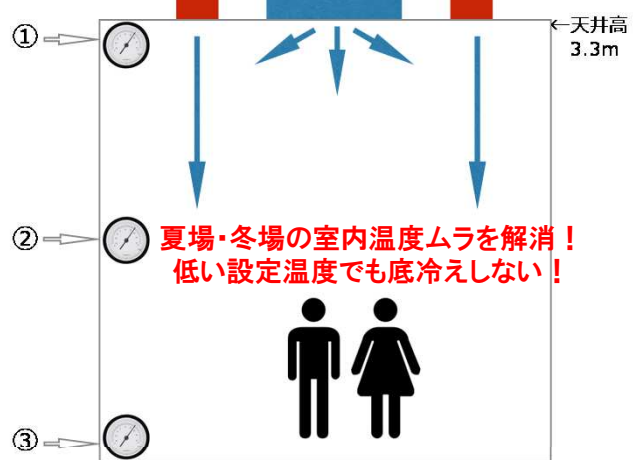 ①
←天井高
3.3m
②
夏場・冬場の室内温度ムラを解消！
低い設定温度でも底冷えしない！
③